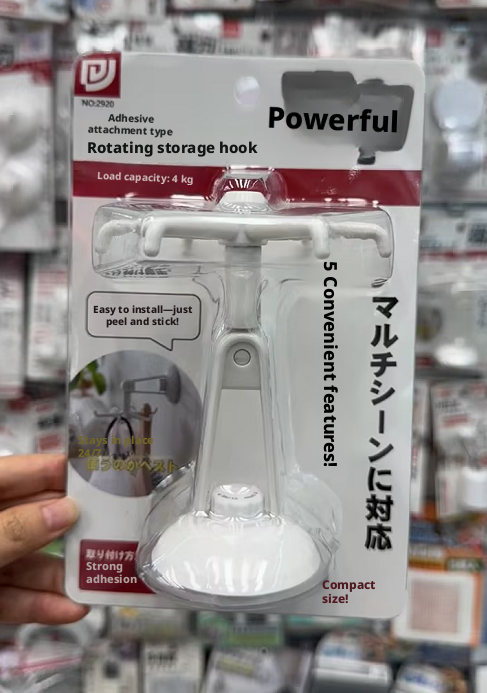 NO:2920
Adhesive
attachment type
Rotating storage hook
Powerful
Load capacity: 4 kg
Easy to install—just
peel and stick!
5 Convenient features!
マルチシーンに対応
stays in place
24/7
取り付け方
Strong
adhesion
Compact
size!